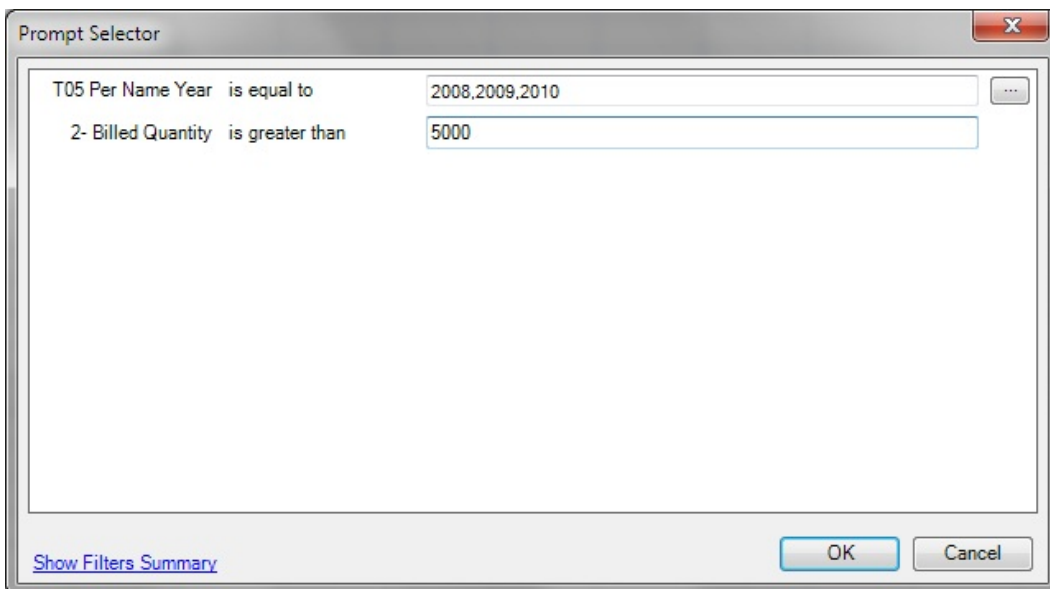 Prompt Selector
T05 Per Name Year is equal to 2008,2009,2010 ...
2- Billed Quantity is greater than 5000
Show Filters Summary OK Cancel